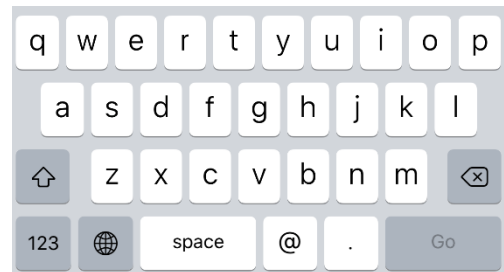 q w e r t y u i o p
a s d f g h j k l
z x c v b n m
123 space @ . Go